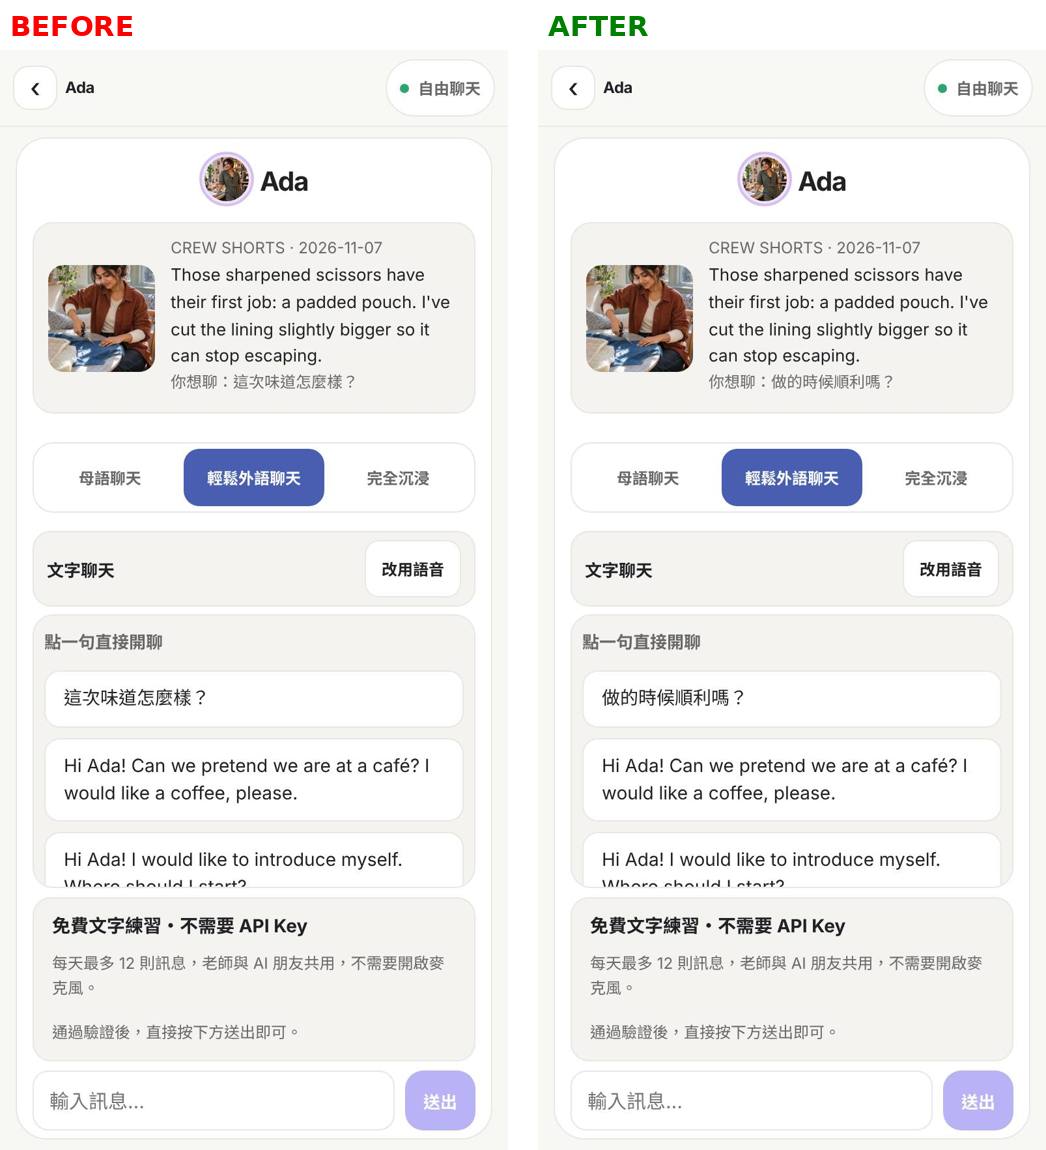 BEFORE
‹ Ada
自由聊天
Ada
CREW SHORTS · 2026-11-07
Those sharpened scissors have
their first job: a padded pouch. I've
cut the lining slightly bigger so it
can stop escaping.
你想聊：這次味道怎麼樣？
母語聊天
輕鬆外語聊天
完全沉浸
文字聊天
改用語音
點一句直接開聊
這次味道怎麼樣？
Hi Ada! Can we pretend we are at a café? I
would like a coffee, please.
Hi Ada! I would like to introduce myself.
Where should I start?
免費文字練習・不需要 API Key
每天最多 12 則訊息，老師與 AI 朋友共用，不需要開啟麥
克風。
通過驗證後，直接按下方送出即可。
輸入訊息...
送出
AFTER
‹ Ada
自由聊天
Ada
CREW SHORTS · 2026-11-07
Those sharpened scissors have
their first job: a padded pouch. I've
cut the lining slightly bigger so it
can stop escaping.
你想聊：做的時候順利嗎？
母語聊天
輕鬆外語聊天
完全沉浸
文字聊天
改用語音
點一句直接開聊
做的時候順利嗎？
Hi Ada! Can we pretend we are at a café? I
would like a coffee, please.
Hi Ada! I would like to introduce myself.
Where should I start?
免費文字練習・不需要 API Key
每天最多 12 則訊息，老師與 AI 朋友共用，不需要開啟麥
克風。
通過驗證後，直接按下方送出即可。
輸入訊息...
送出